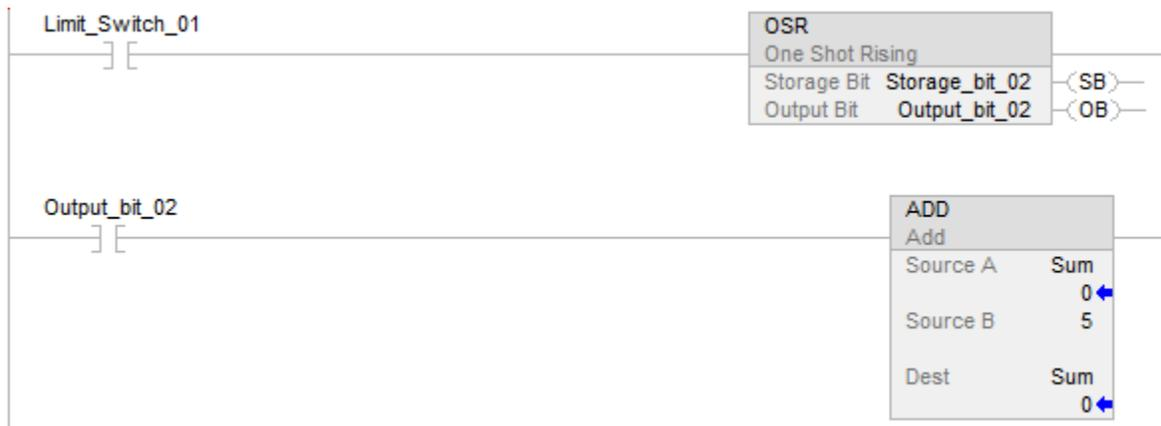 Limit_Switch_01
OSR
One Shot Rising
Storage Bit Storage_bit_02 SB
Output Bit Output_bit_02 OB
Output_bit_02
ADD
Add
Source A Sum
0
Source B 5
Dest Sum
0